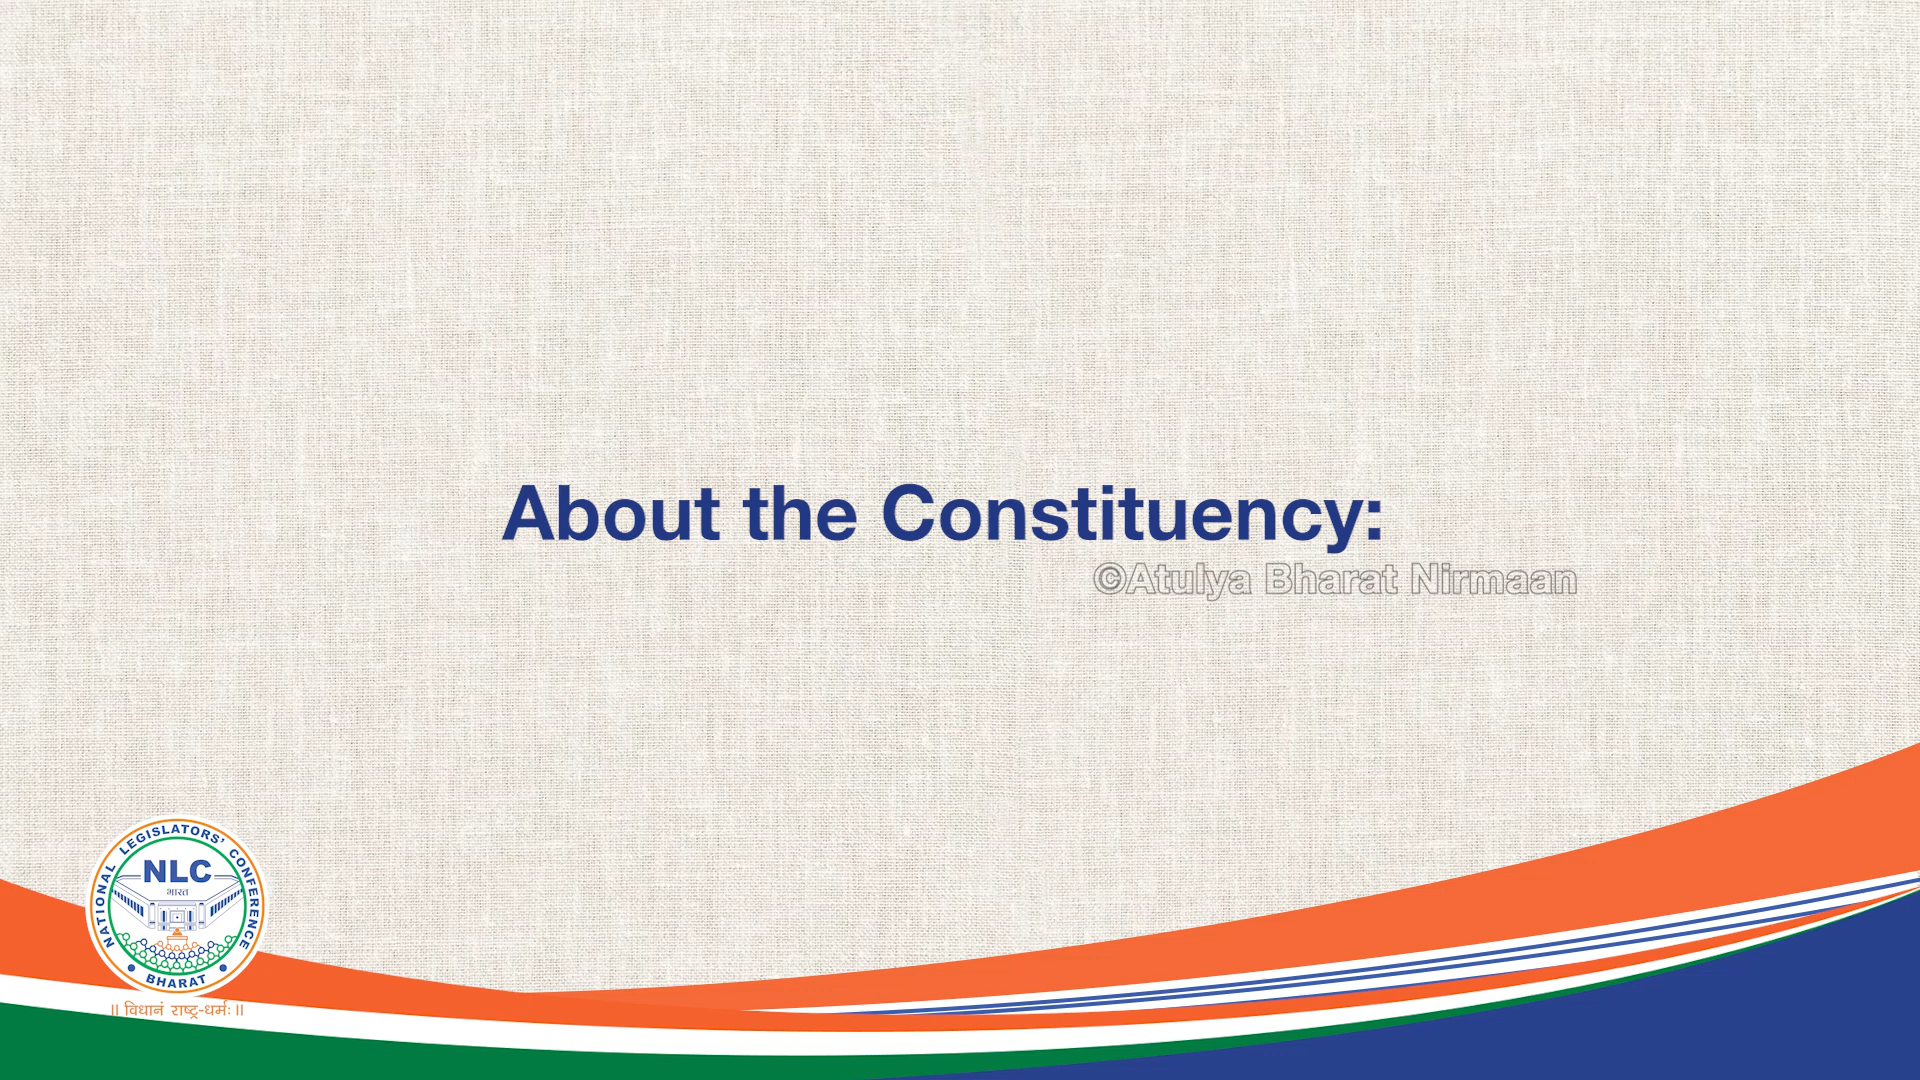 About the Constituency:
©Atulya Bharat Nirmaan
NATIONAL LEGISLATORS' CONFERENCE
NLC
भारत
BHARAT
॥ विधानं राष्ट्र-धर्मः ॥